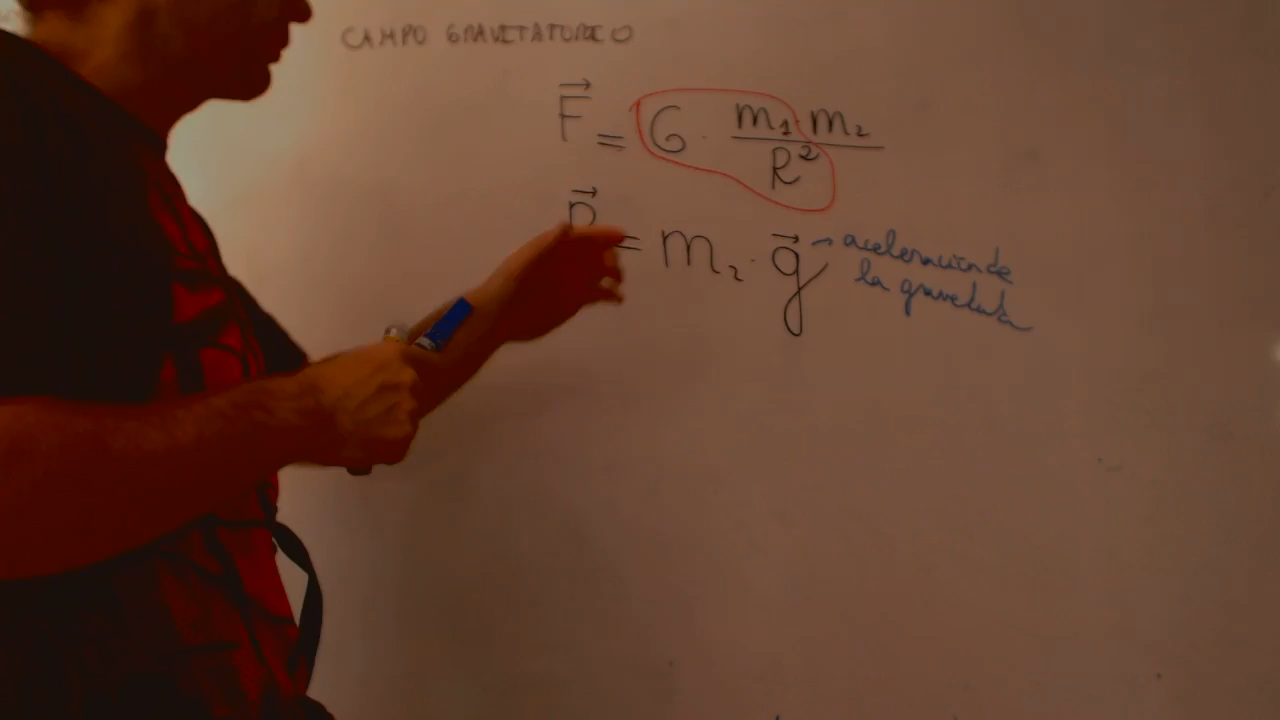 CAMPO GRAVITATORIO
F⃗ = G · m₁·m₂ / R²
P⃗ = m₂ · g⃗ → aceleración de
la gravedad